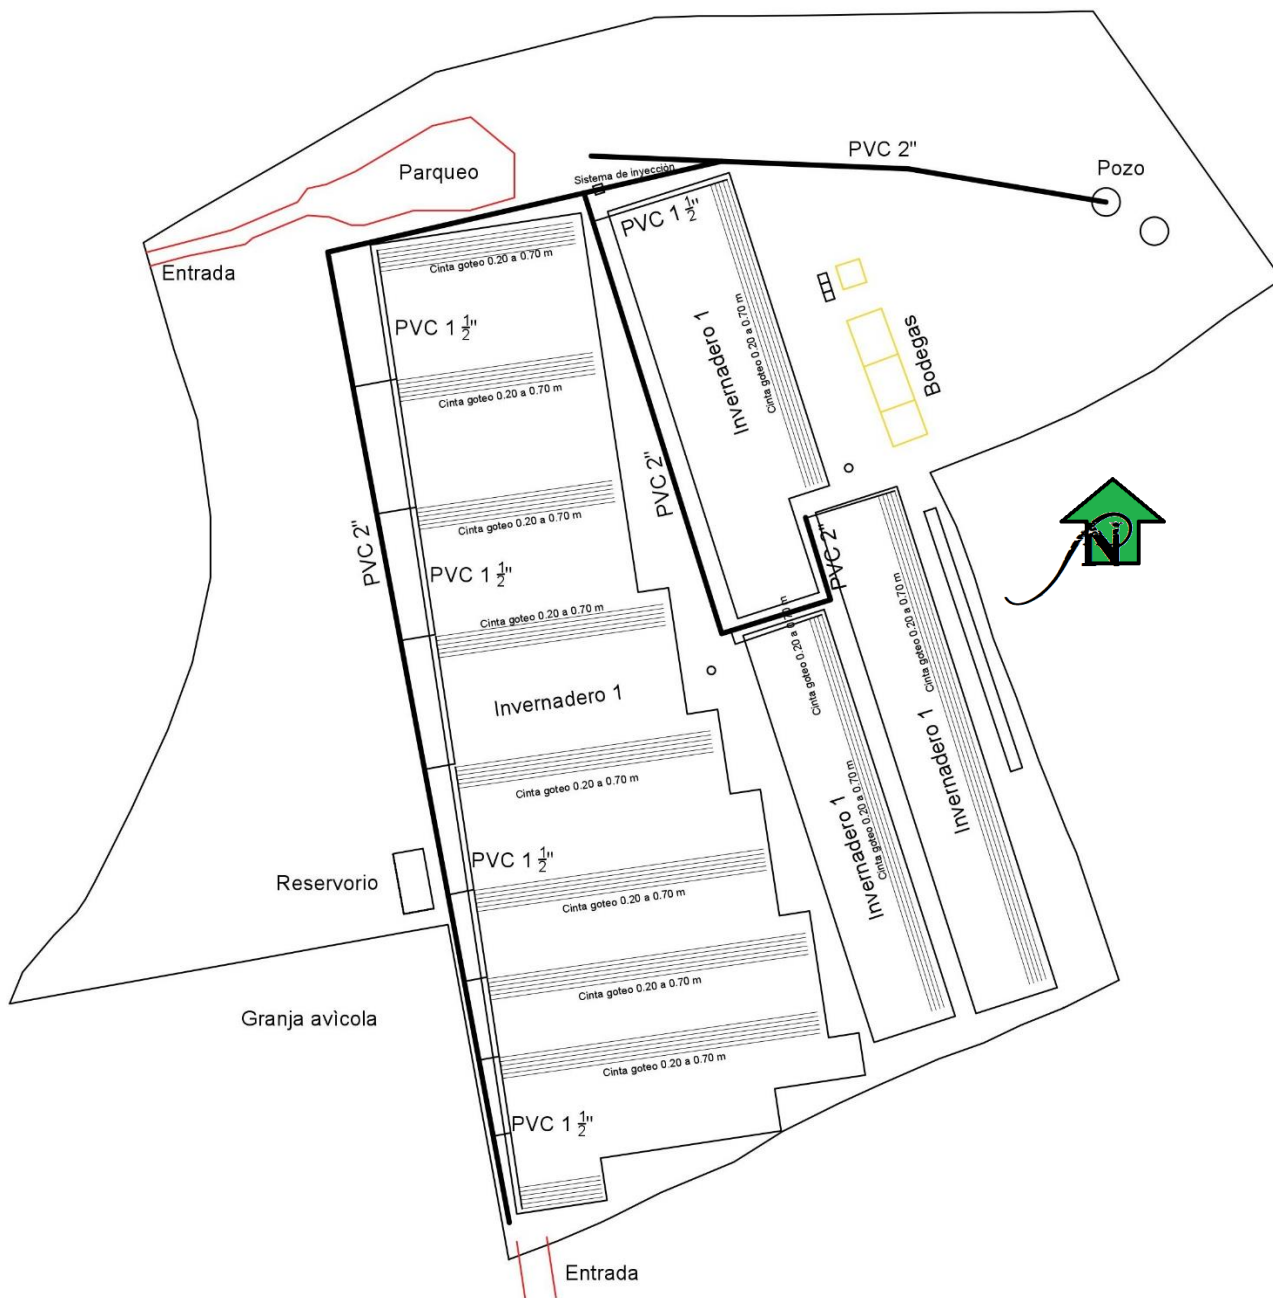 PVC 2"
Pozo
Parqueo
Sistema de inyección
PVC 1 1/2"
Entrada
Cinta goteo 0.20 a 0.70 m
PVC 1 1/2"
Invernadero 1
Cinta goteo 0.20 a 0.70 m
Bodegas
Cinta goteo 0.20 a 0.70 m
PVC 2"
Cinta goteo 0.20 a 0.70 m
PVC 2"
PVC 2"
N
PVC 1 1/2"
Cinta goteo 0.20 a 0.70 m
Cinta goteo 0.20 a 0.70 m
Cinta goteo 0.20 a 0.70 m
Invernadero 1
Cinta goteo 0.20 a 0.70 m
Invernadero 1
Invernadero 1
Cinta goteo 0.20 a 0.70 m
PVC 1 1/2"
Reservorio
Cinta goteo 0.20 a 0.70 m
Cinta goteo 0.20 a 0.70 m
Granja avìcola
Cinta goteo 0.20 a 0.70 m
PVC 1 1/2"
Entrada